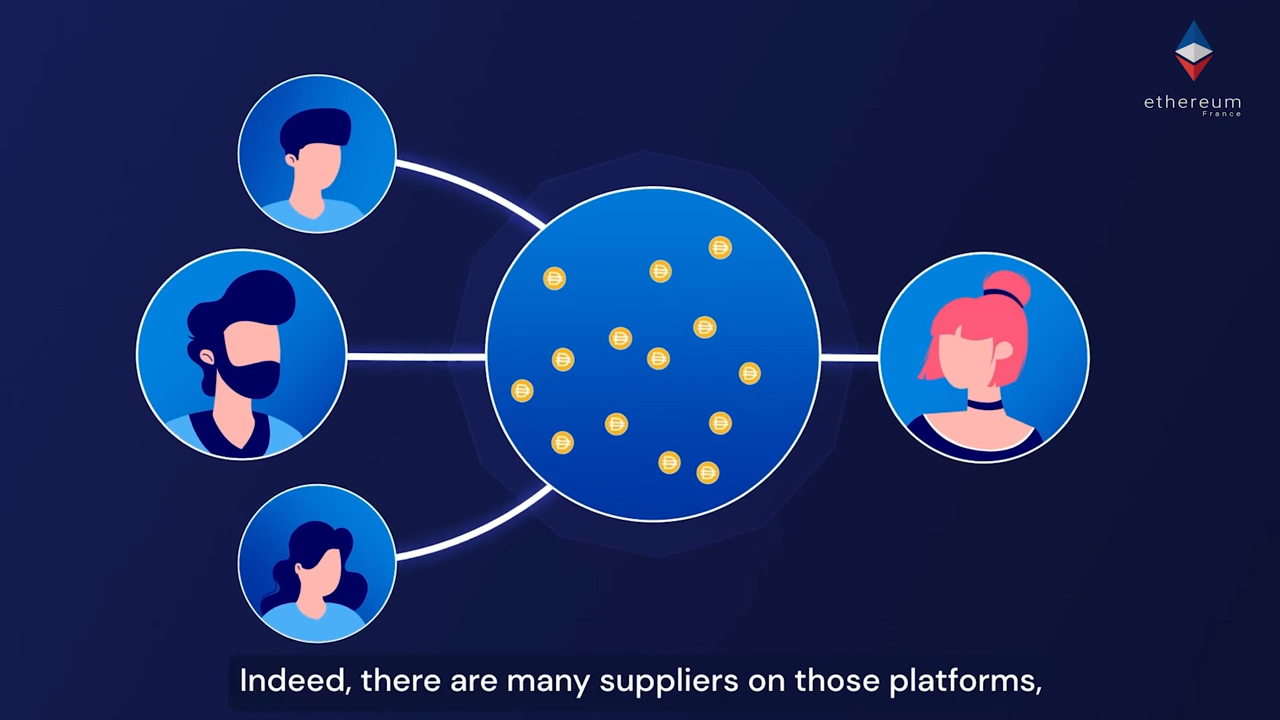 ethereum
France
Indeed, there are many suppliers on those platforms,